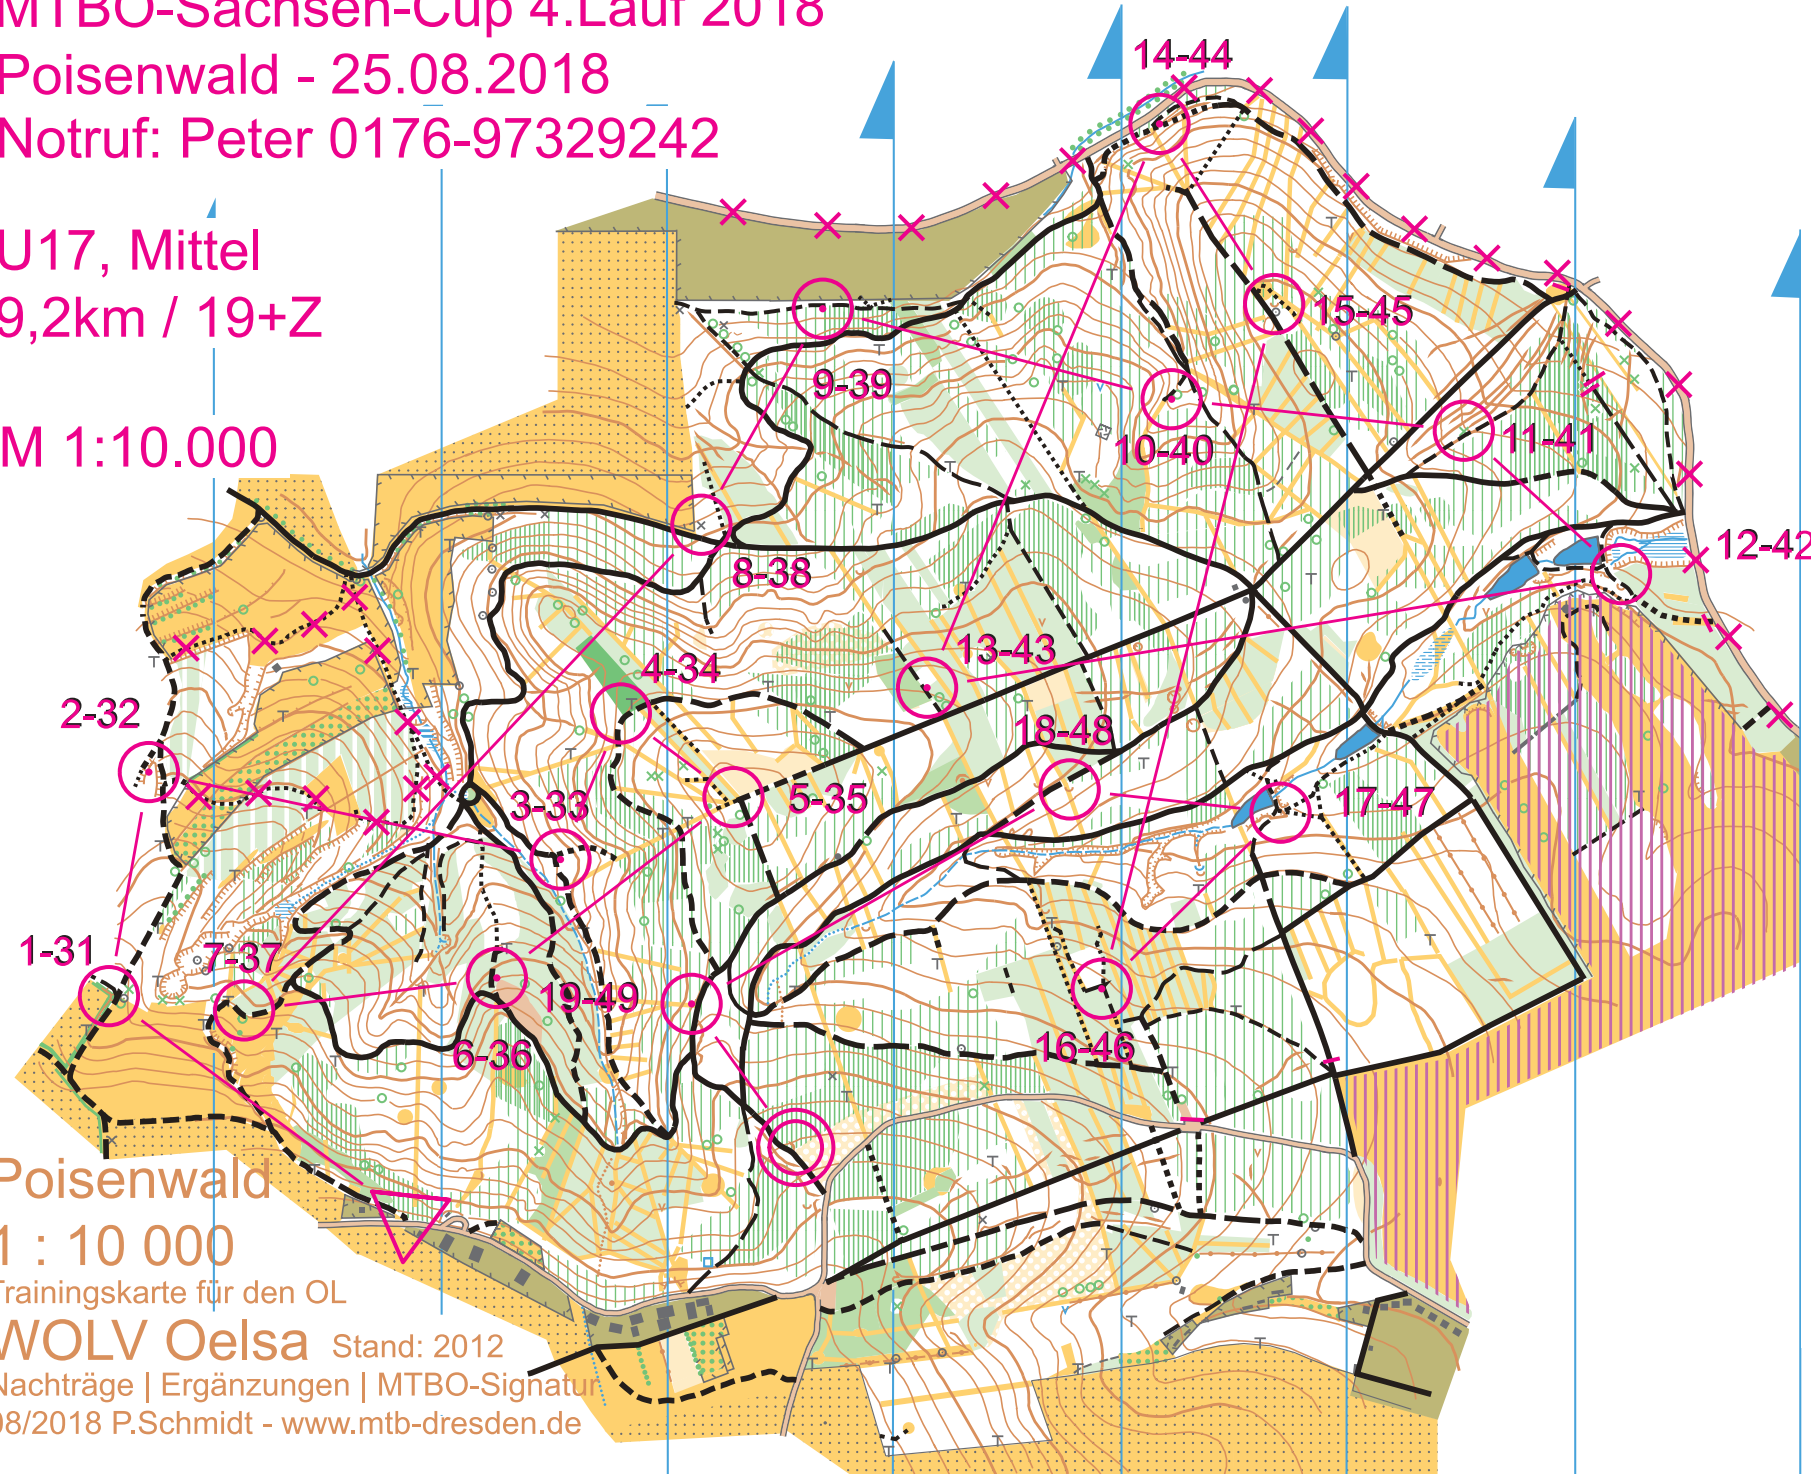 MTBO-Sachsen-Cup 4.Lauf 2018
Poisenwald - 25.08.2018
Notruf: Peter 0176-97329242
U17, Mittel
9,2km / 19+Z
M 1:10.000
14-44
15-45
9-39
10-40
11-41
12-42
8-38
13-43
4-34
2-32
18-48
5-35
3-33
17-47
1-31
7-37
19-49
6-36
16-46
Poisenwald
1 : 10 000
Trainingskarte für den OL
WOLV Oelsa Stand: 2012
Nachträge | Ergänzungen | MTBO-Signatur
08/2018 P.Schmidt - www.mtb-dresden.de